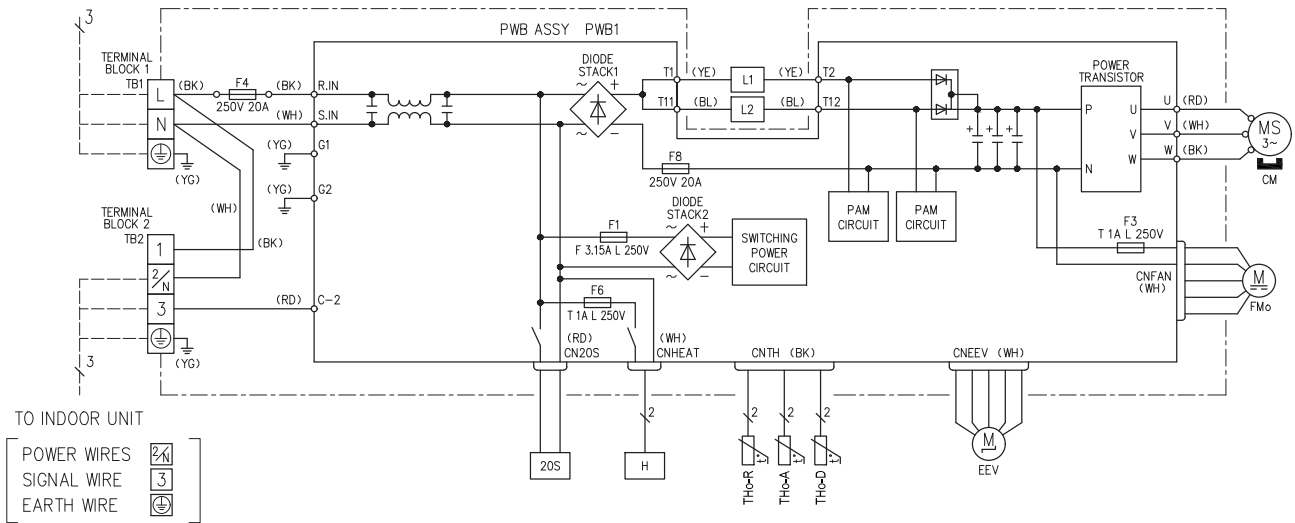 3
TERMINAL
BLOCK 1
TB1
L
N
(YG)
(BK)
F4
250V 20A
(BK)
R.IN
(WH)
S.IN
(YG)
G1
(YG)
G2
PWB ASSY PWB1
DIODE
STACK1
~ +
~ −
T1
(YE)
L1
(YE)
T2
T11
(BL)
L2
(BL)
T12
F8
250V 20A
+ + +
POWER
TRANSISTOR
P
N
U
V
W
U (RD)
V (WH)
W (BK)
MS
3~
CM
PAM
CIRCUIT
PAM
CIRCUIT
(WH)
(BK)
TERMINAL
BLOCK 2
TB2
1
2/N
3
(YG)
(RD)
C-2
3
F1
F 3.15A L 250V
DIODE
STACK2
~ +
~ −
SWITCHING
POWER
CIRCUIT
F6
T 1A L 250V
F3
T 1A L 250V
CNFAN
(WH)
M
FMo
(RD)
CN20S
(WH)
CNHEAT
CNTH (BK)
CNEEV (WH)
20S
2
H
2
2
2
t°
t°
t°
THo-R
THo-A
THo-D
M
EEV
TO INDOOR UNIT
POWER WIRES 2/N
SIGNAL WIRE 3
EARTH WIRE